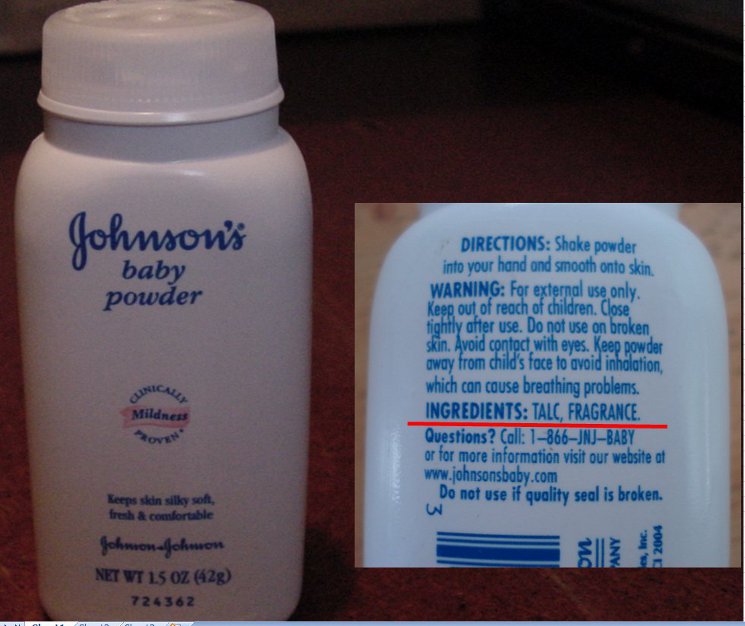 Johnson's
baby
powder
CLINICALLY
Mildness
PROVEN
Keeps skin silky soft,
fresh & comfortable
Johnson & Johnson
NET WT 1.5 OZ (42g)
724362
DIRECTIONS: Shake powder
into your hand and smooth onto skin.
WARNING: For external use only.
Keep out of reach of children. Close
tightly after use. Do not use on broken
skin. Avoid contact with eyes. Keep powder
away from child's face to avoid inhalation,
which can cause breathing problems.
INGREDIENTS: TALC, FRAGRANCE.
Questions? Call: 1–866–JNJ–BABY
or for more information visit our website at
www.johnsonsbaby.com
Do not use if quality seal is broken.
3
Inc.
2004